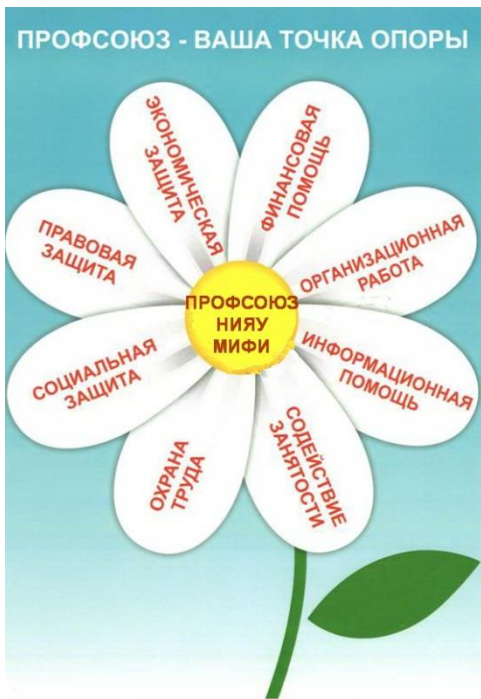 ПРОФСОЮЗ - ВАША ТОЧКА ОПОРЫ
ЭКОНОМИЧЕСКАЯ
ЗАЩИТА
ФИНАНСОВАЯ
ПОМОЩЬ
ПРАВОВАЯ
ЗАЩИТА
ОРГАНИЗАЦИОННАЯ
РАБОТА
ПРОФСОЮЗ
НИЯУ
МИФИ
СОЦИАЛЬНАЯ
ЗАЩИТА
ИНФОРМАЦИОННАЯ
ПОМОЩЬ
ОХРАНА
ТРУДА
СОДЕЙСТВИЕ
ЗАНЯТОСТИ